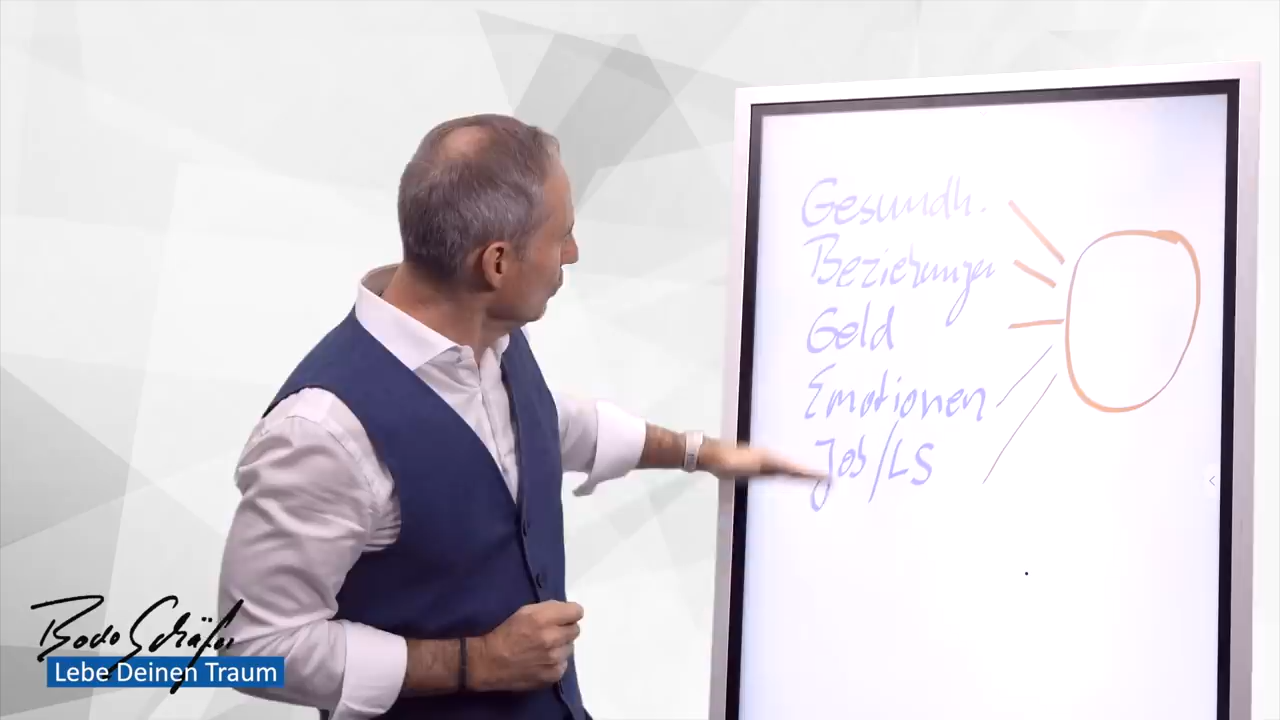 Gesundh.
Beziehungen
Geld
Emotionen
Job/LS
Bodo Schäfer
Lebe Deinen Traum